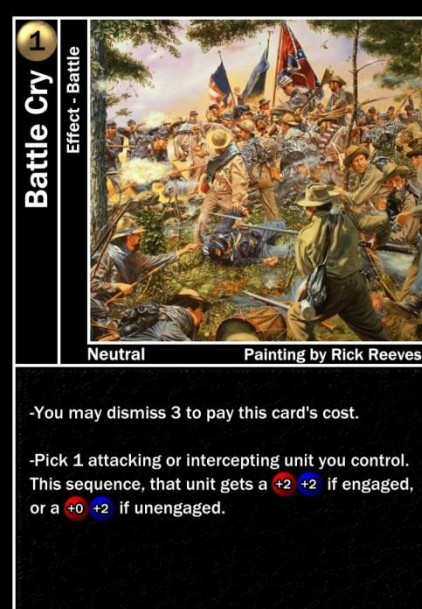 1
Battle Cry
Effect - Battle
Neutral
Painting by Rick Reeves
-You may dismiss 3 to pay this card's cost.
-Pick 1 attacking or intercepting unit you control.
This sequence, that unit gets a +2 +2 if engaged,
or a +0 +2 if unengaged.